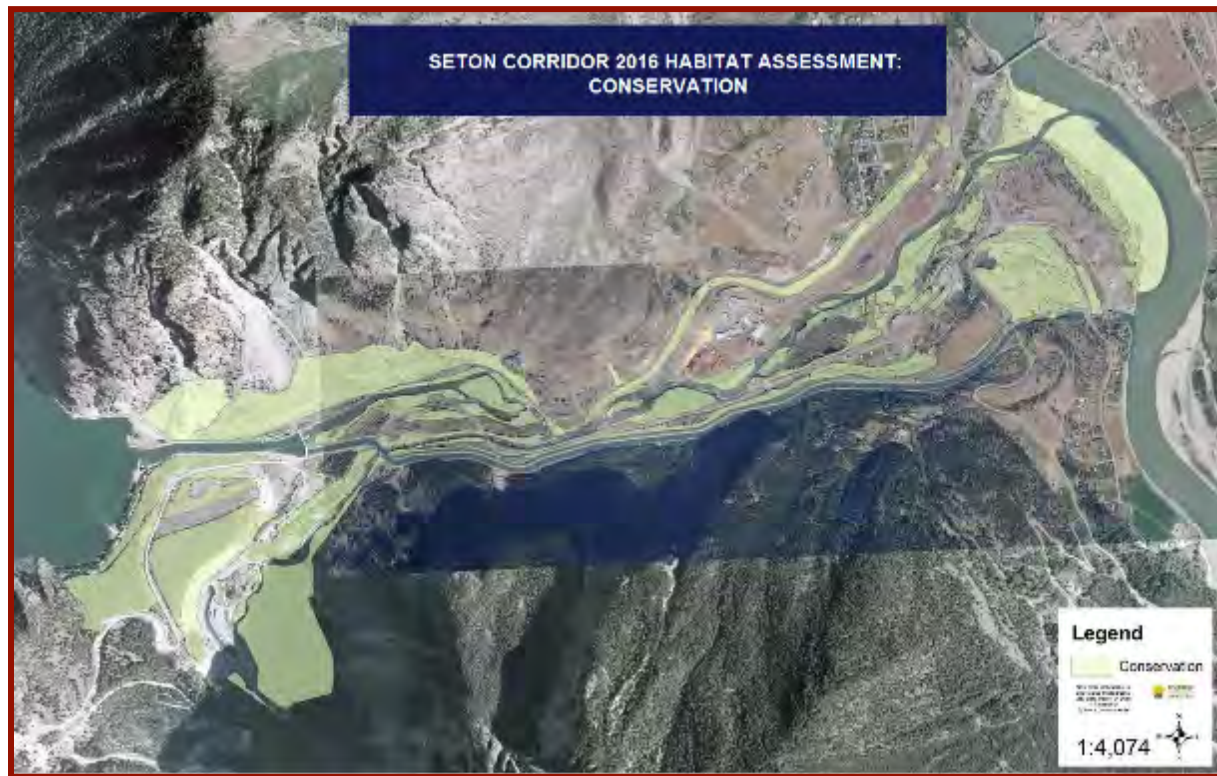 SETON CORRIDOR 2016 HABITAT ASSESSMENT:
CONSERVATION
Legend
Conservation
1:4,074